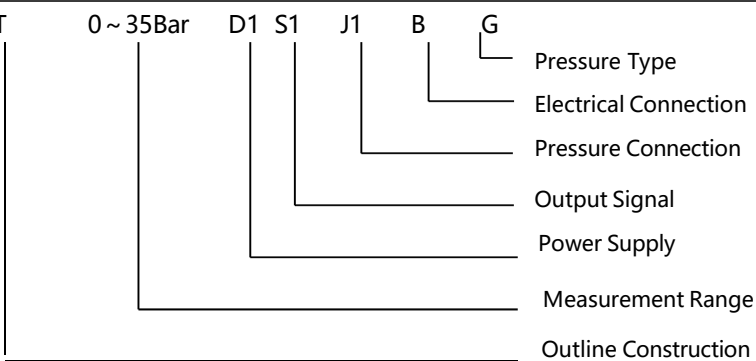 T 0~35Bar D1 S1 J1 B G
Pressure Type
Electrical Connection
Pressure Connection
Output Signal
Power Supply
Measurement Range
Outline Construction